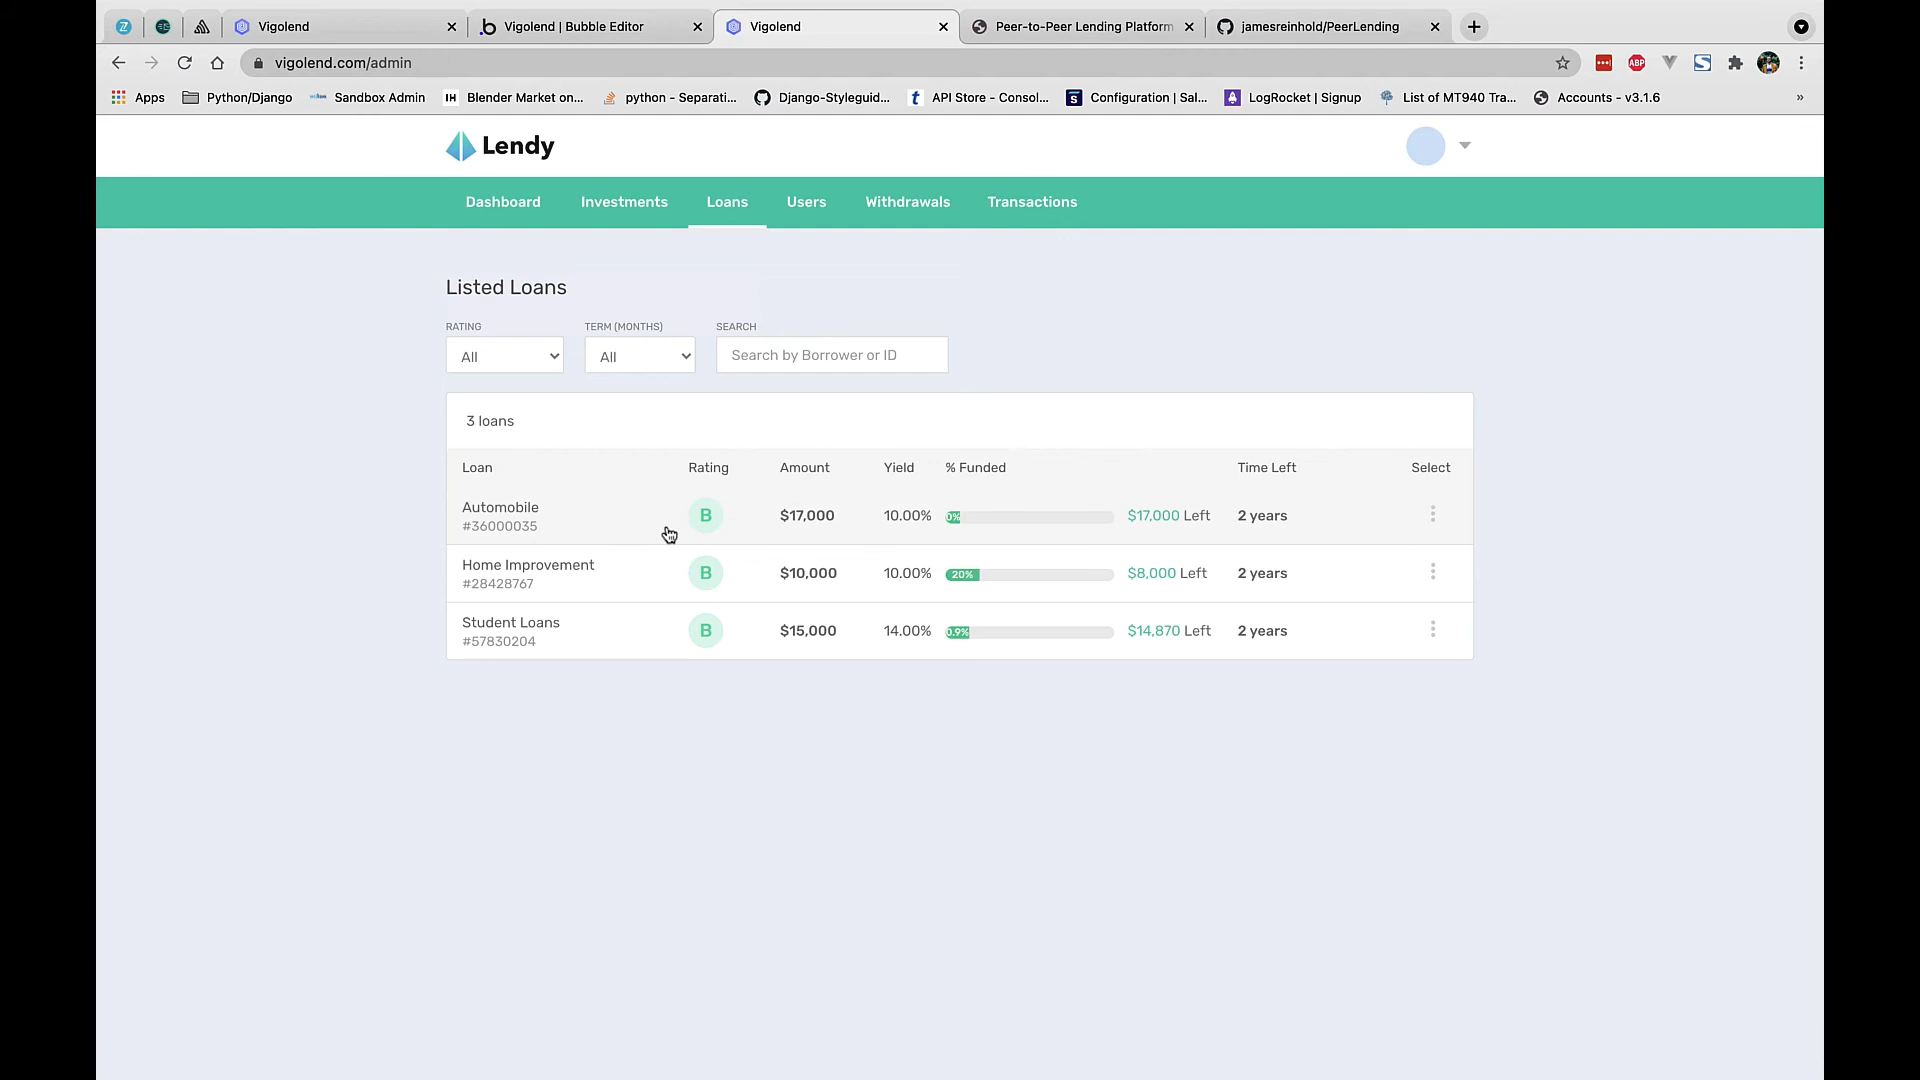 Vigolend
Vigolend | Bubble Editor
Vigolend
Peer-to-Peer Lending Platform
jamesreinhold/PeerLending
vigolend.com/admin
ABP
Apps
Python/Django
Sandbox Admin
IH Blender Market on...
python - Separati...
Django-Styleguid...
t API Store - Consol...
Configuration | Sal...
LogRocket | Signup
List of MT940 Tra...
Accounts - v3.1.6
»
Lendy
Dashboard
Investments
Loans
Users
Withdrawals
Transactions
Listed Loans
RATING
TERM (MONTHS)
SEARCH
All
All
Search by Borrower or ID
3 loans
Loan Rating Amount Yield % Funded Time Left Select
Automobile
#36000035
B $17,000 10.00% 0% $17,000 Left 2 years
Home Improvement
#28428767
B $10,000 10.00% 20% $8,000 Left 2 years
Student Loans
#57830204
B $15,000 14.00% 0.9% $14,870 Left 2 years